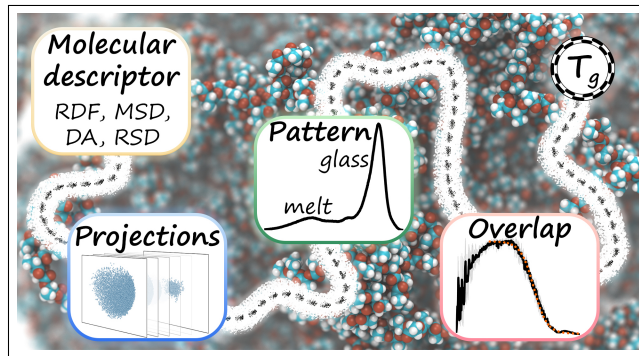 Molecular
descriptor
RDF, MSD,
DA, RSD
Projections
Pattern
glass
melt
Overlap
Tg